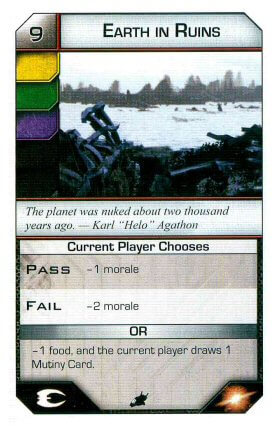 9
EARTH IN RUINS
The planet was nuked about two thousand
years ago. — Karl "Helo" Agathon
Current Player Chooses
PASS -1 morale
FAIL -2 morale
OR
-1 food, and the current player draws 1
Mutiny Card.